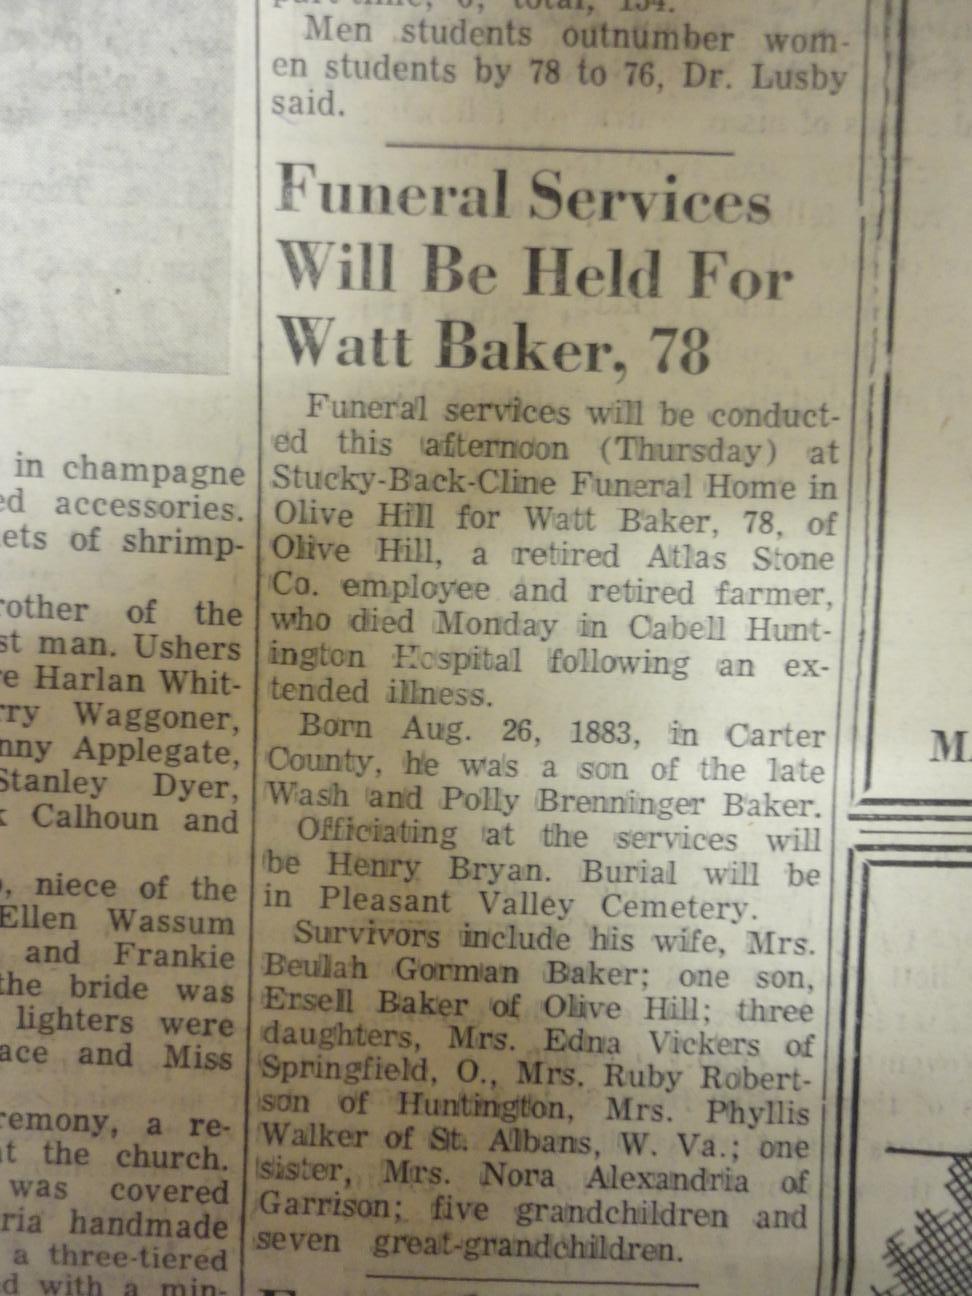 Men students outnumber wom-
en students by 78 to 76, Dr. Lusby
said.
Funeral Services
Will Be Held For
Watt Baker, 78
Funeral services will be conduct-
ed this afternoon (Thursday) at
Stucky-Back-Cline Funeral Home in
Olive Hill for Watt Baker, 78, of
Olive Hill, a retired Atlas Stone
Co. employee and retired farmer,
who died Monday in Cabell Hunt-
ington Hospital following an ex-
tended illness.
Born Aug. 26, 1883, in Carter
County, he was a son of the late
Wash and Polly Brenninger Baker.
Officiating at the services will
be Henry Bryan. Burial will be
in Pleasant Valley Cemetery.
Survivors include his wife, Mrs.
Beulah Gorman Baker; one son,
Ersell Baker of Olive Hill; three
daughters, Mrs. Edna Vickers of
Springfield, O., Mrs. Ruby Robert-
son of Huntington, Mrs. Phyllis
Walker of St. Albans, W. Va.; one
sister, Mrs. Nora Alexandria of
Garrison; five grandchildren and
seven great-grandchildren.
in champagne
accessories.
of shrimp-
of the
man. Ushers
Harlan Whit-
Waggoner,
Applegate,
Stanley Dyer,
Calhoun and
niece of the
Ellen Wassum
and Frankie
the bride was
lighters were
and Miss
a re-
the church.
was covered
handmade
a three-tiered
with a min-